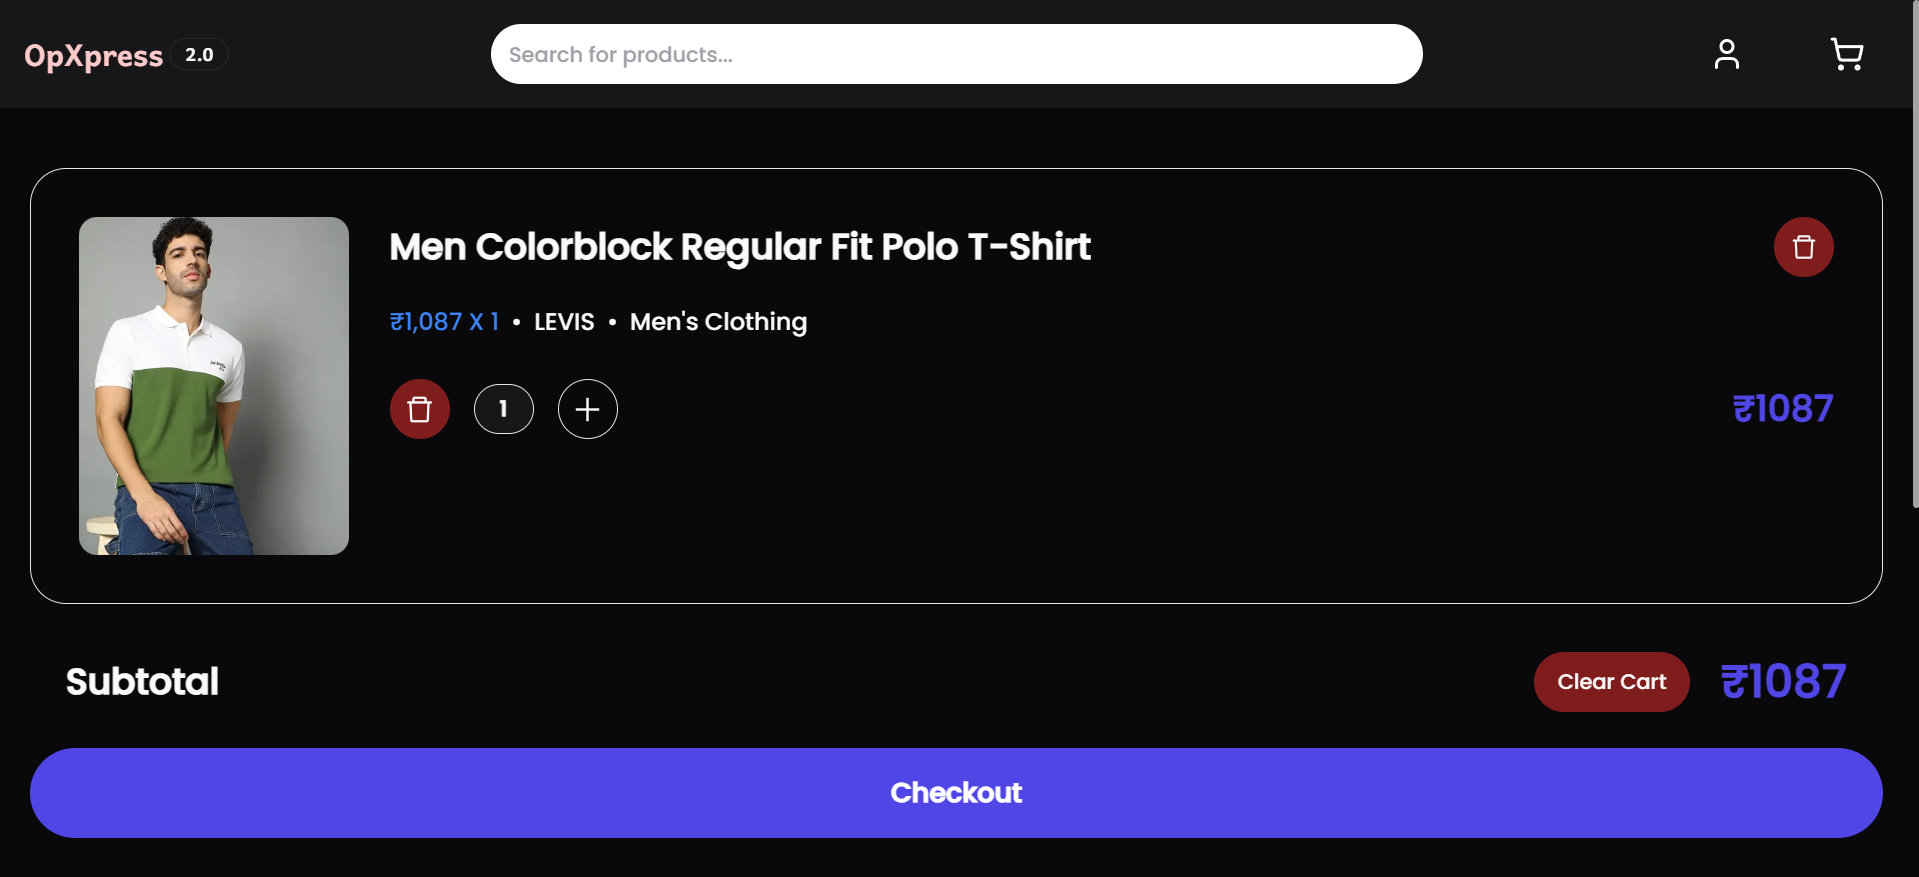 OpXpress 2.0
Search for products...
Men Colorblock Regular Fit Polo T-Shirt
₹1,087 X 1 • LEVIS • Men's Clothing
1
₹1087
Subtotal
Clear Cart
₹1087
Checkout